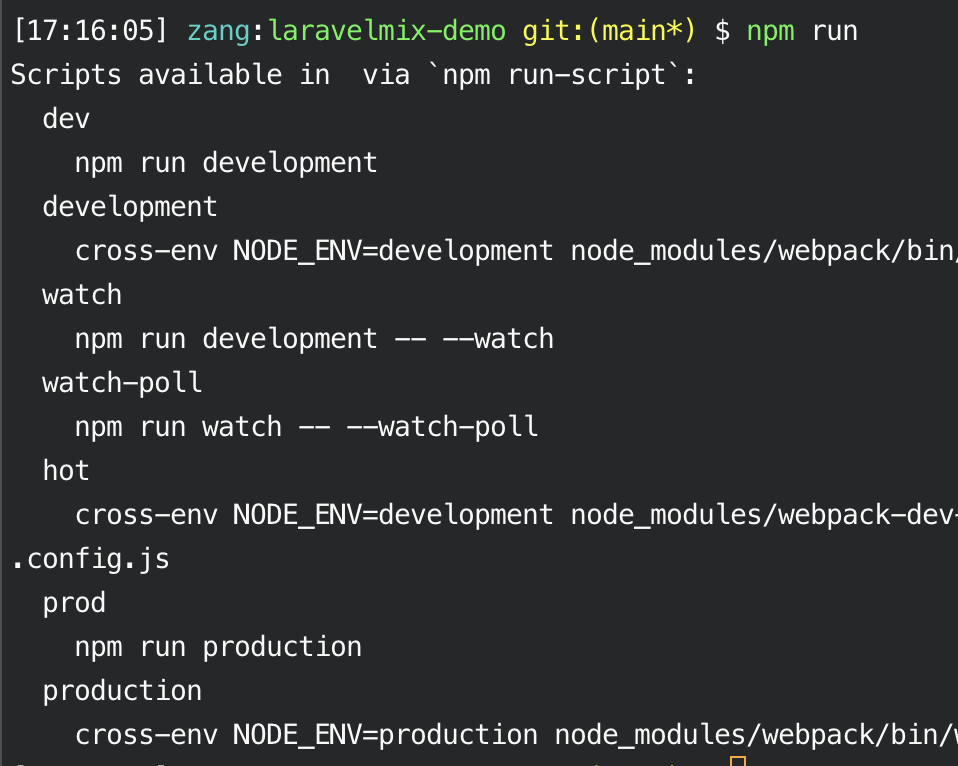 [17:16:05] zang:laravelmix-demo git:(main*) $ npm run
Scripts available in  via `npm run-script`:
  dev
    npm run development
  development
    cross-env NODE_ENV=development node_modules/webpack/bin/
  watch
    npm run development -- --watch
  watch-poll
    npm run watch -- --watch-poll
  hot
    cross-env NODE_ENV=development node_modules/webpack-dev-
.config.js
  prod
    npm run production
  production
    cross-env NODE_ENV=production node_modules/webpack/bin/